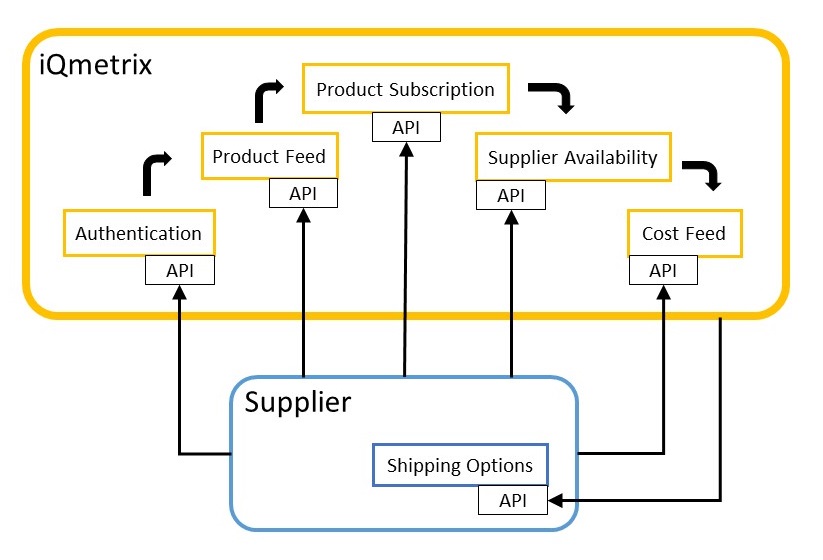 iQmetrix
Product Subscription
API
Product Feed
API
Supplier Availability
API
Authentication
API
Cost Feed
API
Supplier
Shipping Options
API